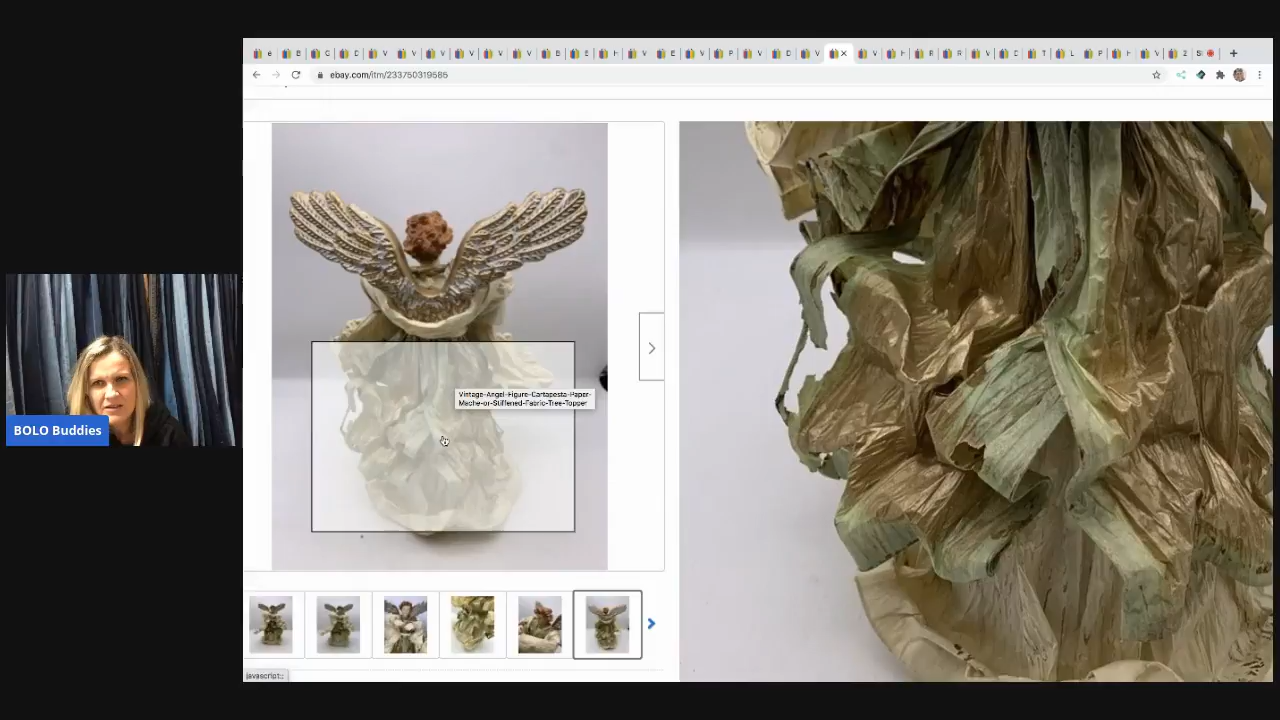 ebay.com/itm/233750319585
Vintage-Angel-Figure-Cartapesta-Paper-
Mache-or-Stiffened-Fabric-Tree-Topper
BOLO Buddies
javascript:;